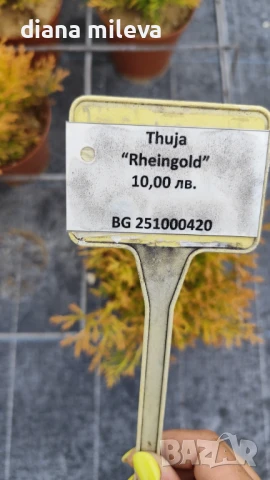 diana mileva
Thuja
“Rheingold”
10,00 лв.
BG 251000420
BAZAR